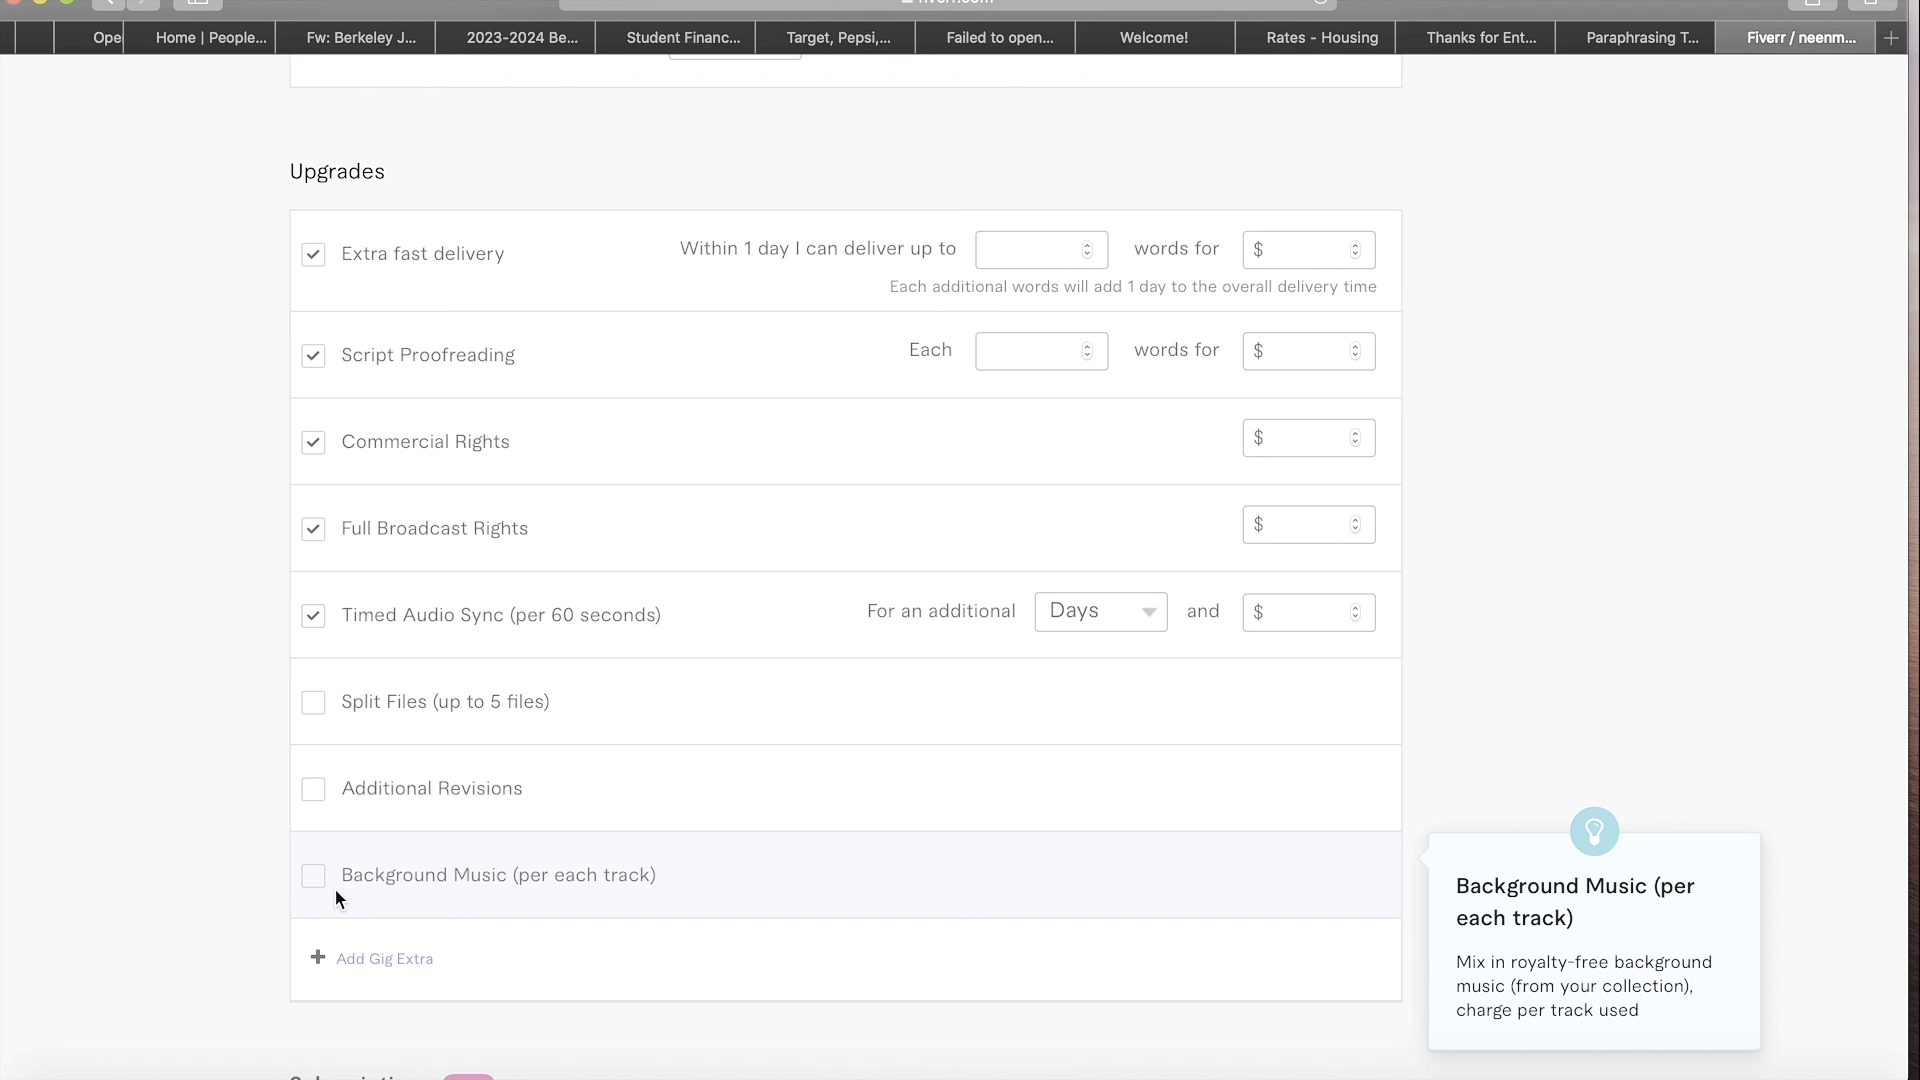 Ope
Home | People...
Fw: Berkeley J...
2023-2024 Be...
Student Financ...
Target, Pepsi,...
Failed to open...
Welcome!
Rates - Housing
Thanks for Ent...
Paraphrasing T...
Fiverr / neenm...
Upgrades
Extra fast delivery
Within 1 day I can deliver up to
words for
$
Each additional words will add 1 day to the overall delivery time
Script Proofreading
Each
words for
$
Commercial Rights
$
Full Broadcast Rights
$
Timed Audio Sync (per 60 seconds)
For an additional
Days
and
$
Split Files (up to 5 files)
Additional Revisions
Background Music (per each track)
Add Gig Extra
Background Music (per
each track)
Mix in royalty-free background
music (from your collection),
charge per track used